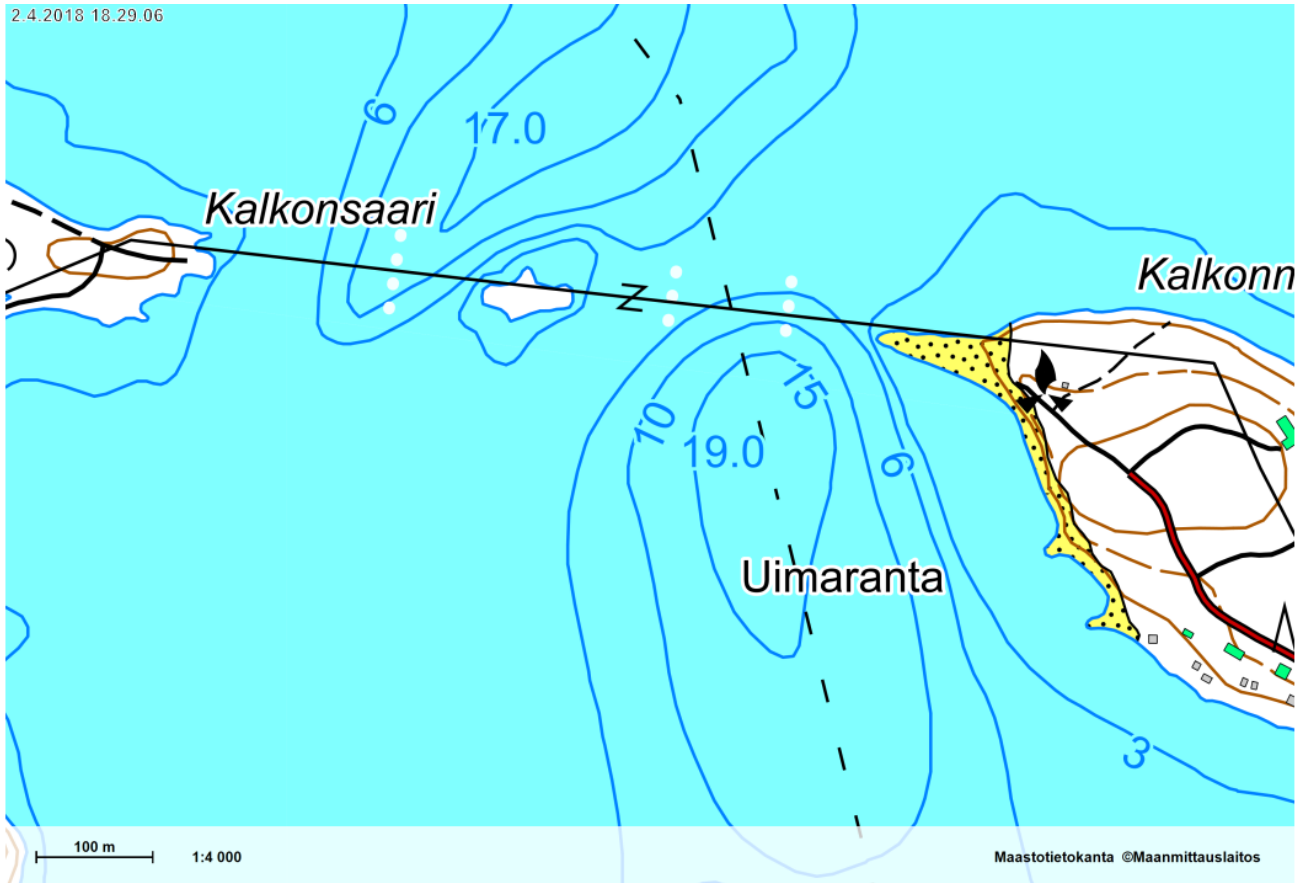 2.4.2018 18.29.06
6
17.0
Kalkonsaari
Kalkonn
15
10
19.0
6
Uimaranta
3
100 m
1:4 000
Maastotietokanta ©Maanmittauslaitos